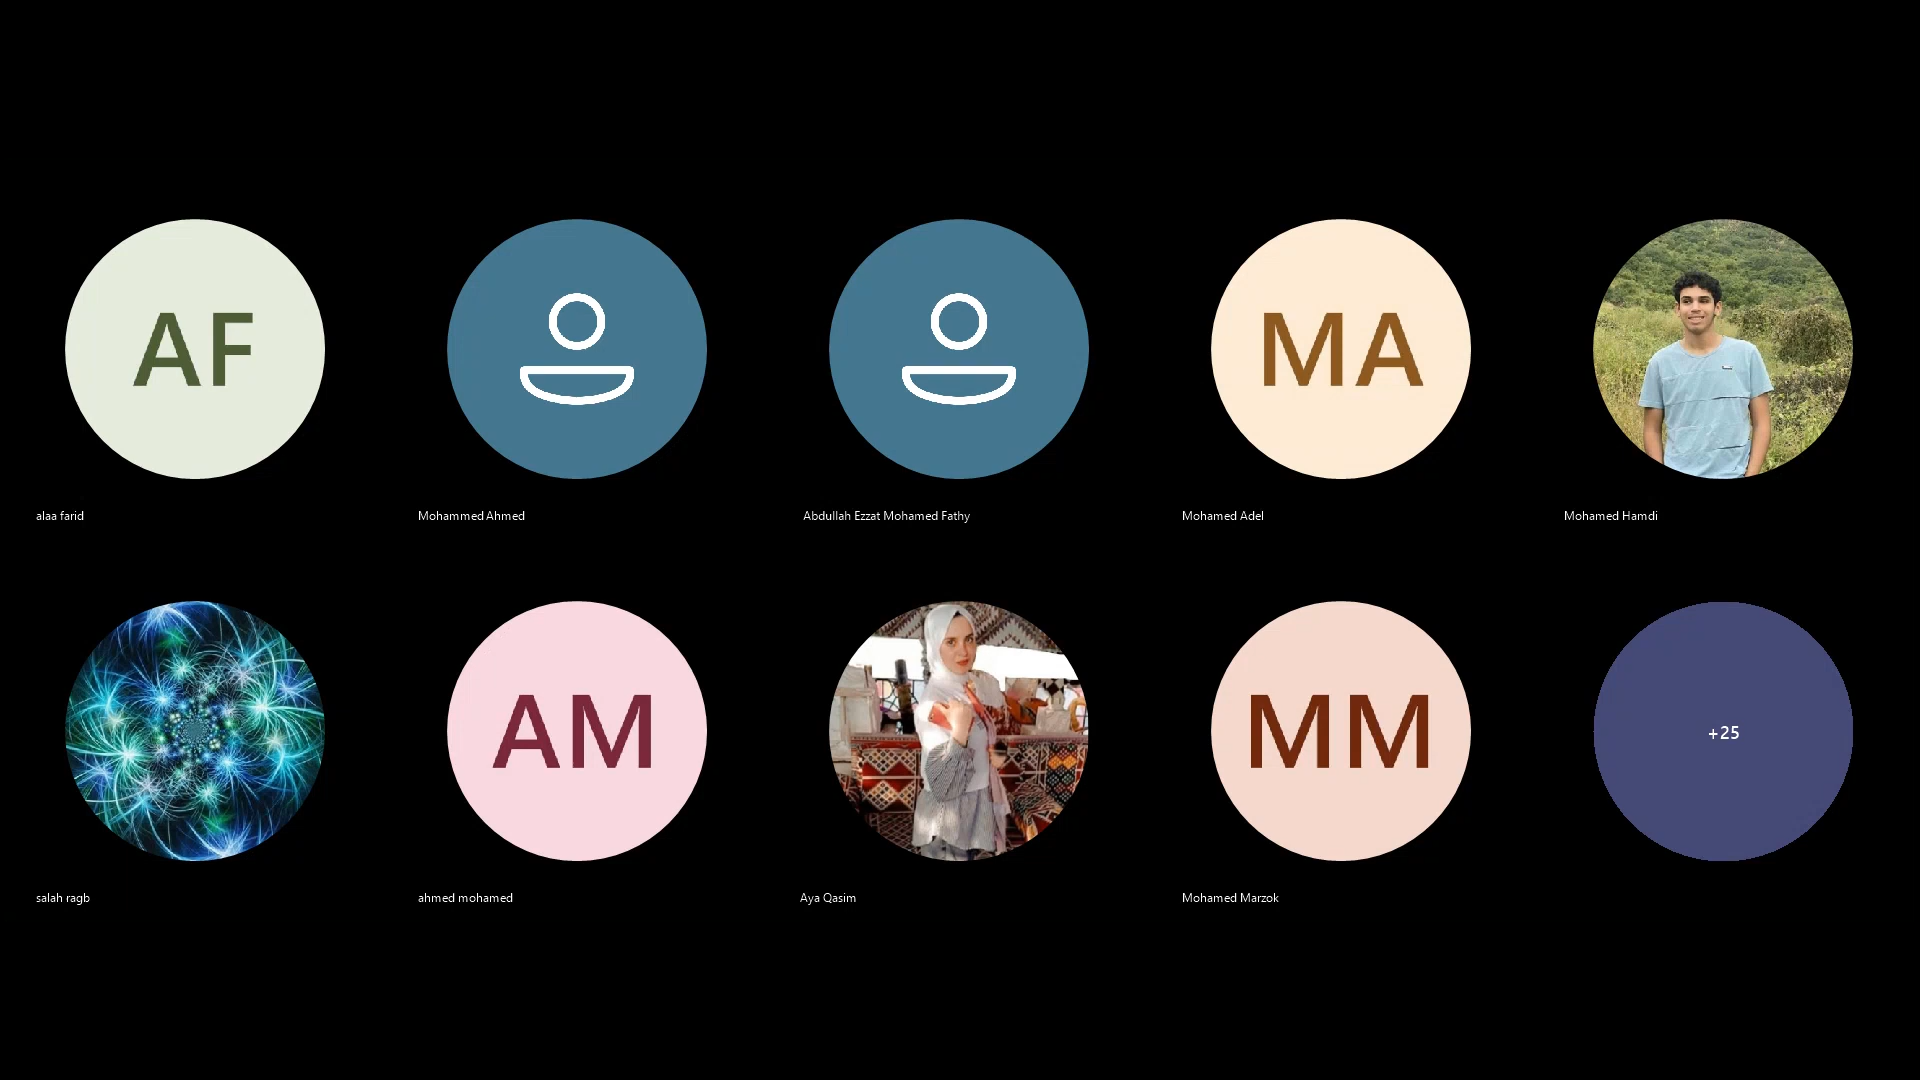 AF
MA
alaa farid
Mohammed Ahmed
Abdullah Ezzat Mohamed Fathy
Mohamed Adel
Mohamed Hamdi
AM
MM
+25
salah ragb
ahmed mohamed
Aya Qasim
Mohamed Marzok